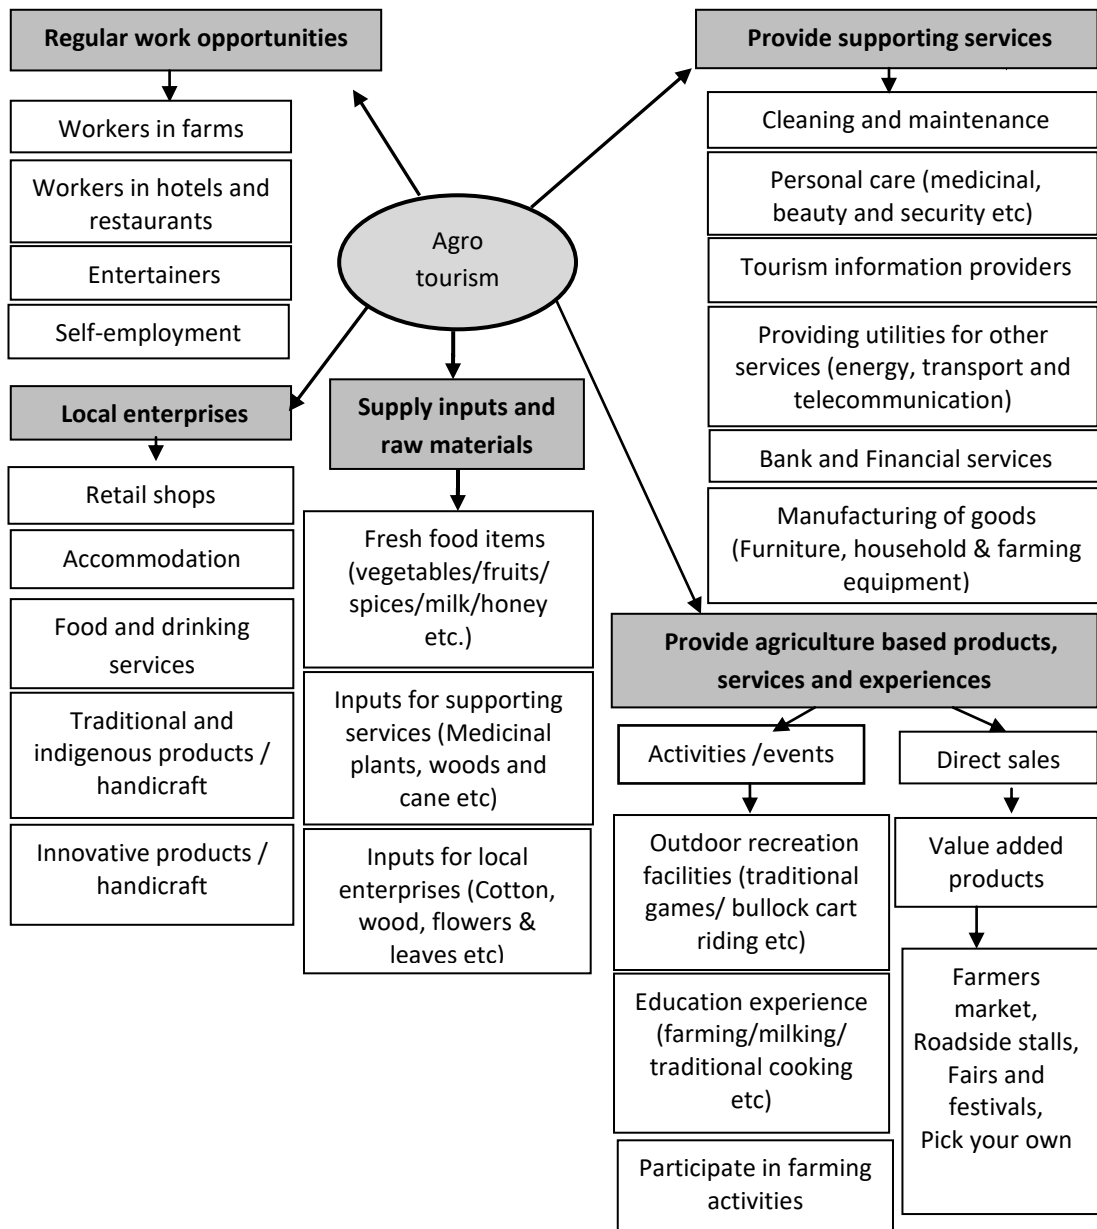 Regular work opportunities
Workers in farms
Workers in hotels and
restaurants
Entertainers
Self-employment
Provide supporting services
Cleaning and maintenance
Personal care (medicinal,
beauty and security etc)
Tourism information providers
Providing utilities for other
services (energy, transport and
telecommunication)
Bank and Financial services
Manufacturing of goods
(Furniture, household & farming
equipment)
Agro
tourism
Local enterprises
Retail shops
Accommodation
Food and drinking
services
Traditional and
indigenous products /
handicraft
Innovative products /
handicraft
Supply inputs and
raw materials
Fresh food items
(vegetables/fruits/
spices/milk/honey
etc.)
Inputs for supporting
services (Medicinal
plants, woods and
cane etc)
Inputs for local
enterprises (Cotton,
wood, flowers &
leaves etc)
Provide agriculture based products,
services and experiences
Activities /events
Outdoor recreation
facilities (traditional
games/ bullock cart
riding etc)
Education experience
(farming/milking/
traditional cooking
etc)
Participate in farming
activities
Direct sales
Value added
products
Farmers
market,
Roadside stalls,
Fairs and
festivals,
Pick your own